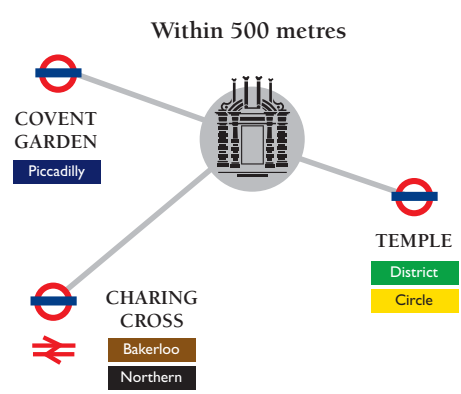 Within 500 metres
COVENT
GARDEN
Piccadilly
TEMPLE
District
Circle
CHARING
CROSS
Bakerloo
Northern